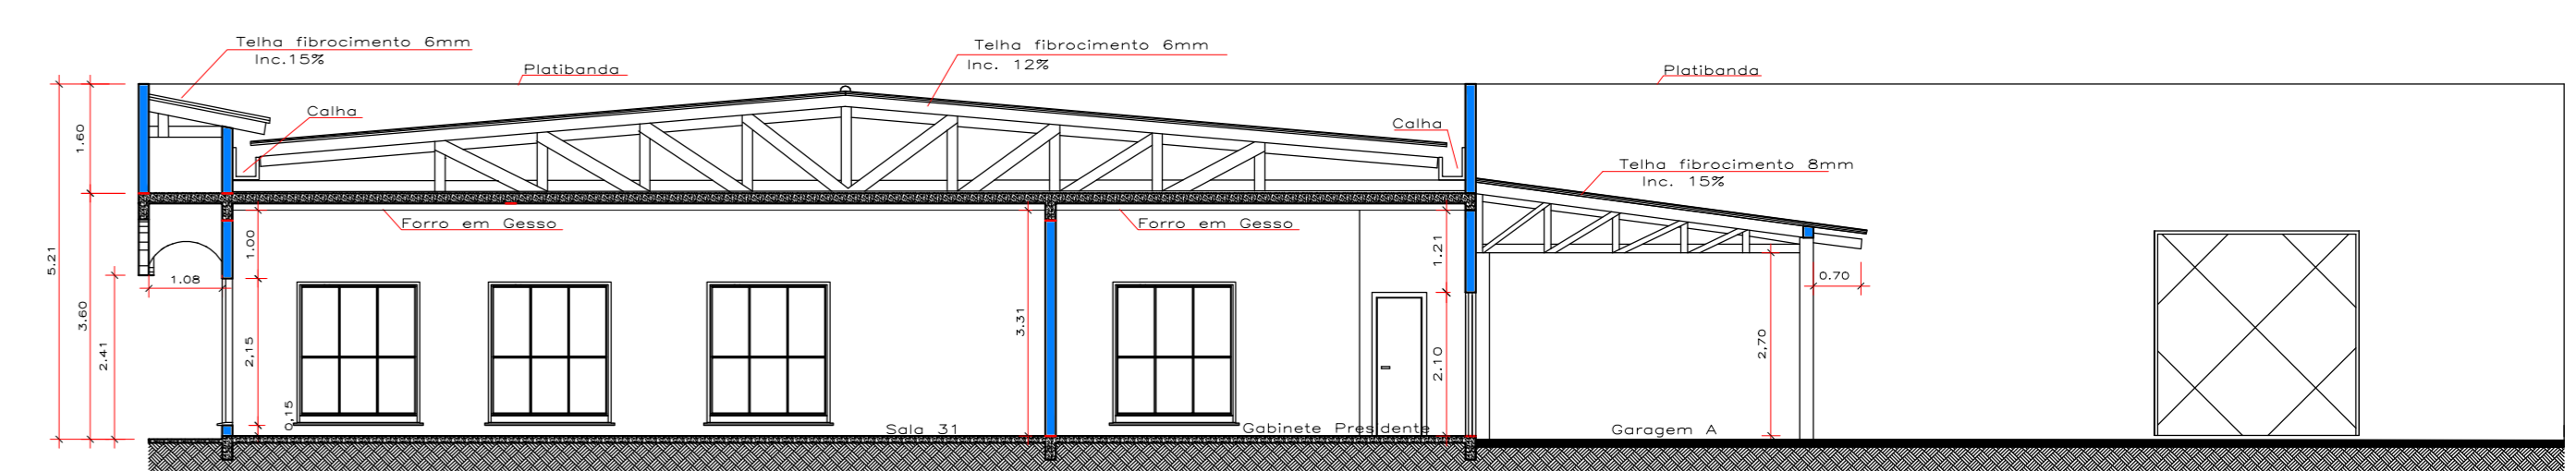 Telha fibrocimento 6mm
Inc.15%
Platibanda
Telha fibrocimento 6mm
Inc. 12%
Platibanda
Calha
Calha
Telha fibrocimento 8mm
Inc. 15%
1.60
5.21
3.60
2.41
1.08
1.00
2,15
0,15
Forro em Gesso
3.31
Forro em Gesso
1.21
2.10
2,70
0.70
Sala 31
Gabinete Presidente
Garagem A